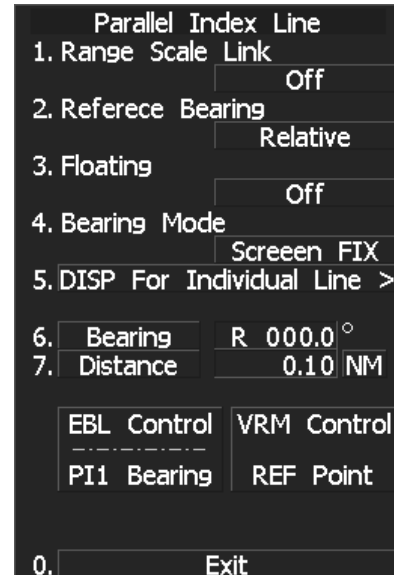 Parallel Index Line
1. Range Scale Link
Off
2. Referece Bearing
Relative
3. Floating
Off
4. Bearing Mode
Screeen FIX
5. DISP For Individual Line >
6. Bearing R 000.0°
7. Distance 0.10 NM
EBL Control VRM Control
PI1 Bearing REF Point
0. Exit